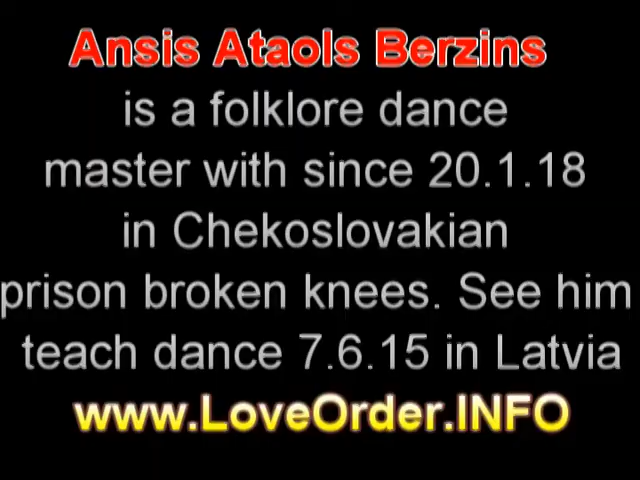 Ansis Ataols Berzins
is a folklore dance
master with since 20.1.18
in Chekoslovakian
prison broken knees. See him
teach dance 7.6.15 in Latvia
www.LoveOrder.INFO